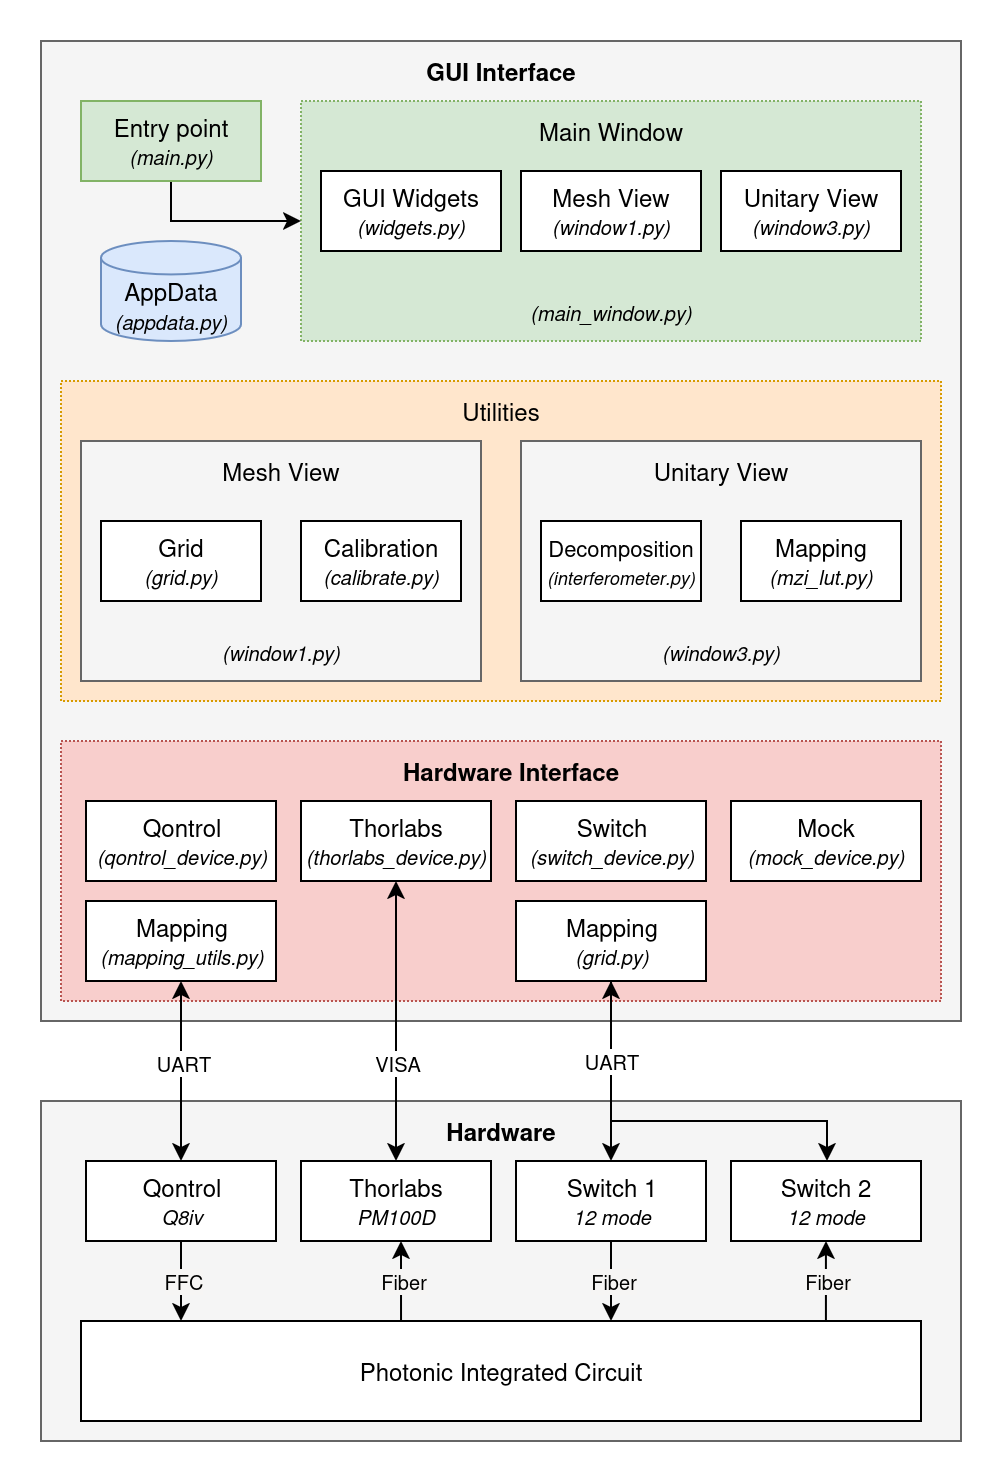 GUI Interface
Entry point
(main.py)
Main Window
GUI Widgets
(widgets.py)
Mesh View
(window1.py)
Unitary View
(window3.py)
(main_window.py)
AppData
(appdata.py)
Utilities
Mesh View
Grid
(grid.py)
Calibration
(calibrate.py)
(window1.py)
Unitary View
Decomposition
(interferometer.py)
Mapping
(mzi_lut.py)
(window3.py)
Hardware Interface
Qontrol
(qontrol_device.py)
Thorlabs
(thorlabs_device.py)
Switch
(switch_device.py)
Mock
(mock_device.py)
Mapping
(mapping_utils.py)
Mapping
(grid.py)
UART
VISA
UART
Hardware
Qontrol
Q8iv
Thorlabs
PM100D
Switch 1
12 mode
Switch 2
12 mode
FFC
Fiber
Fiber
Fiber
Photonic Integrated Circuit